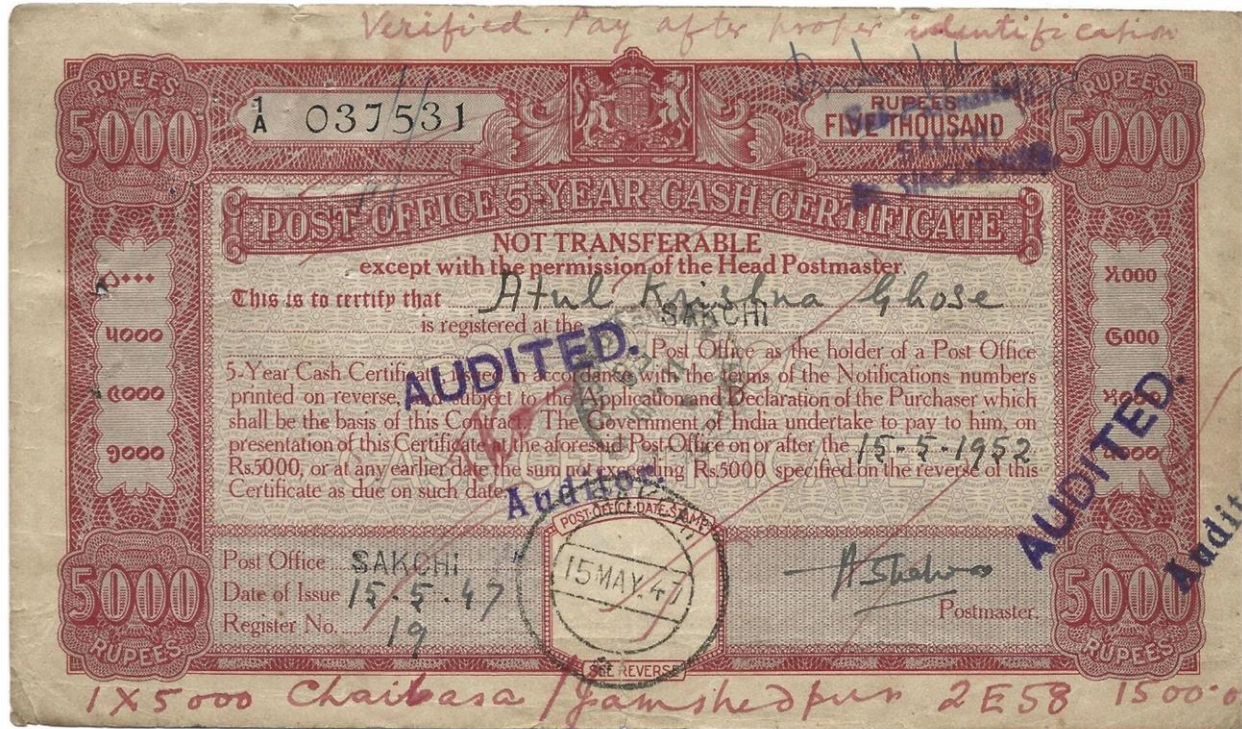 Verified. Pay after proper identification
RUPEES
5000
1/A 037531
RUPEES
FIVE THOUSAND
SAKCHI
RUPEES
5000
POST OFFICE 5-YEAR CASH CERTIFICATE
NOT TRANSFERABLE
except with the permission of the Head Postmaster.
This is to certify that Atul Krishna Ghose
is registered at the SAKCHI
Post Office as the holder of a Post Office
5-Year Cash Certificate issued in accordance with the terms of the Notifications numbers
printed on reverse, and subject to the Application and Declaration of the Purchaser which
shall be the basis of this Contract. The Government of India undertake to pay to him, on
presentation of this Certificate at the aforesaid Post Office on or after the 15-5-1952
Rs.5000, or at any earlier date the sum not exceeding Rs.5000 specified on the reverse of this
Certificate as due on such date.
AUDITED.
Auditor.
AUDITED.
Audit
Post Office SAKCHI
Date of Issue 15.5.47
Register No. 19
POST OFFICE DATE STAMP
15 MAY. 47
SEE REVERSE
Postmaster.
5000
RUPEES
5000
RUPEES
1X5000 Chaibasa / Jamshedpur 2E58 1500.0